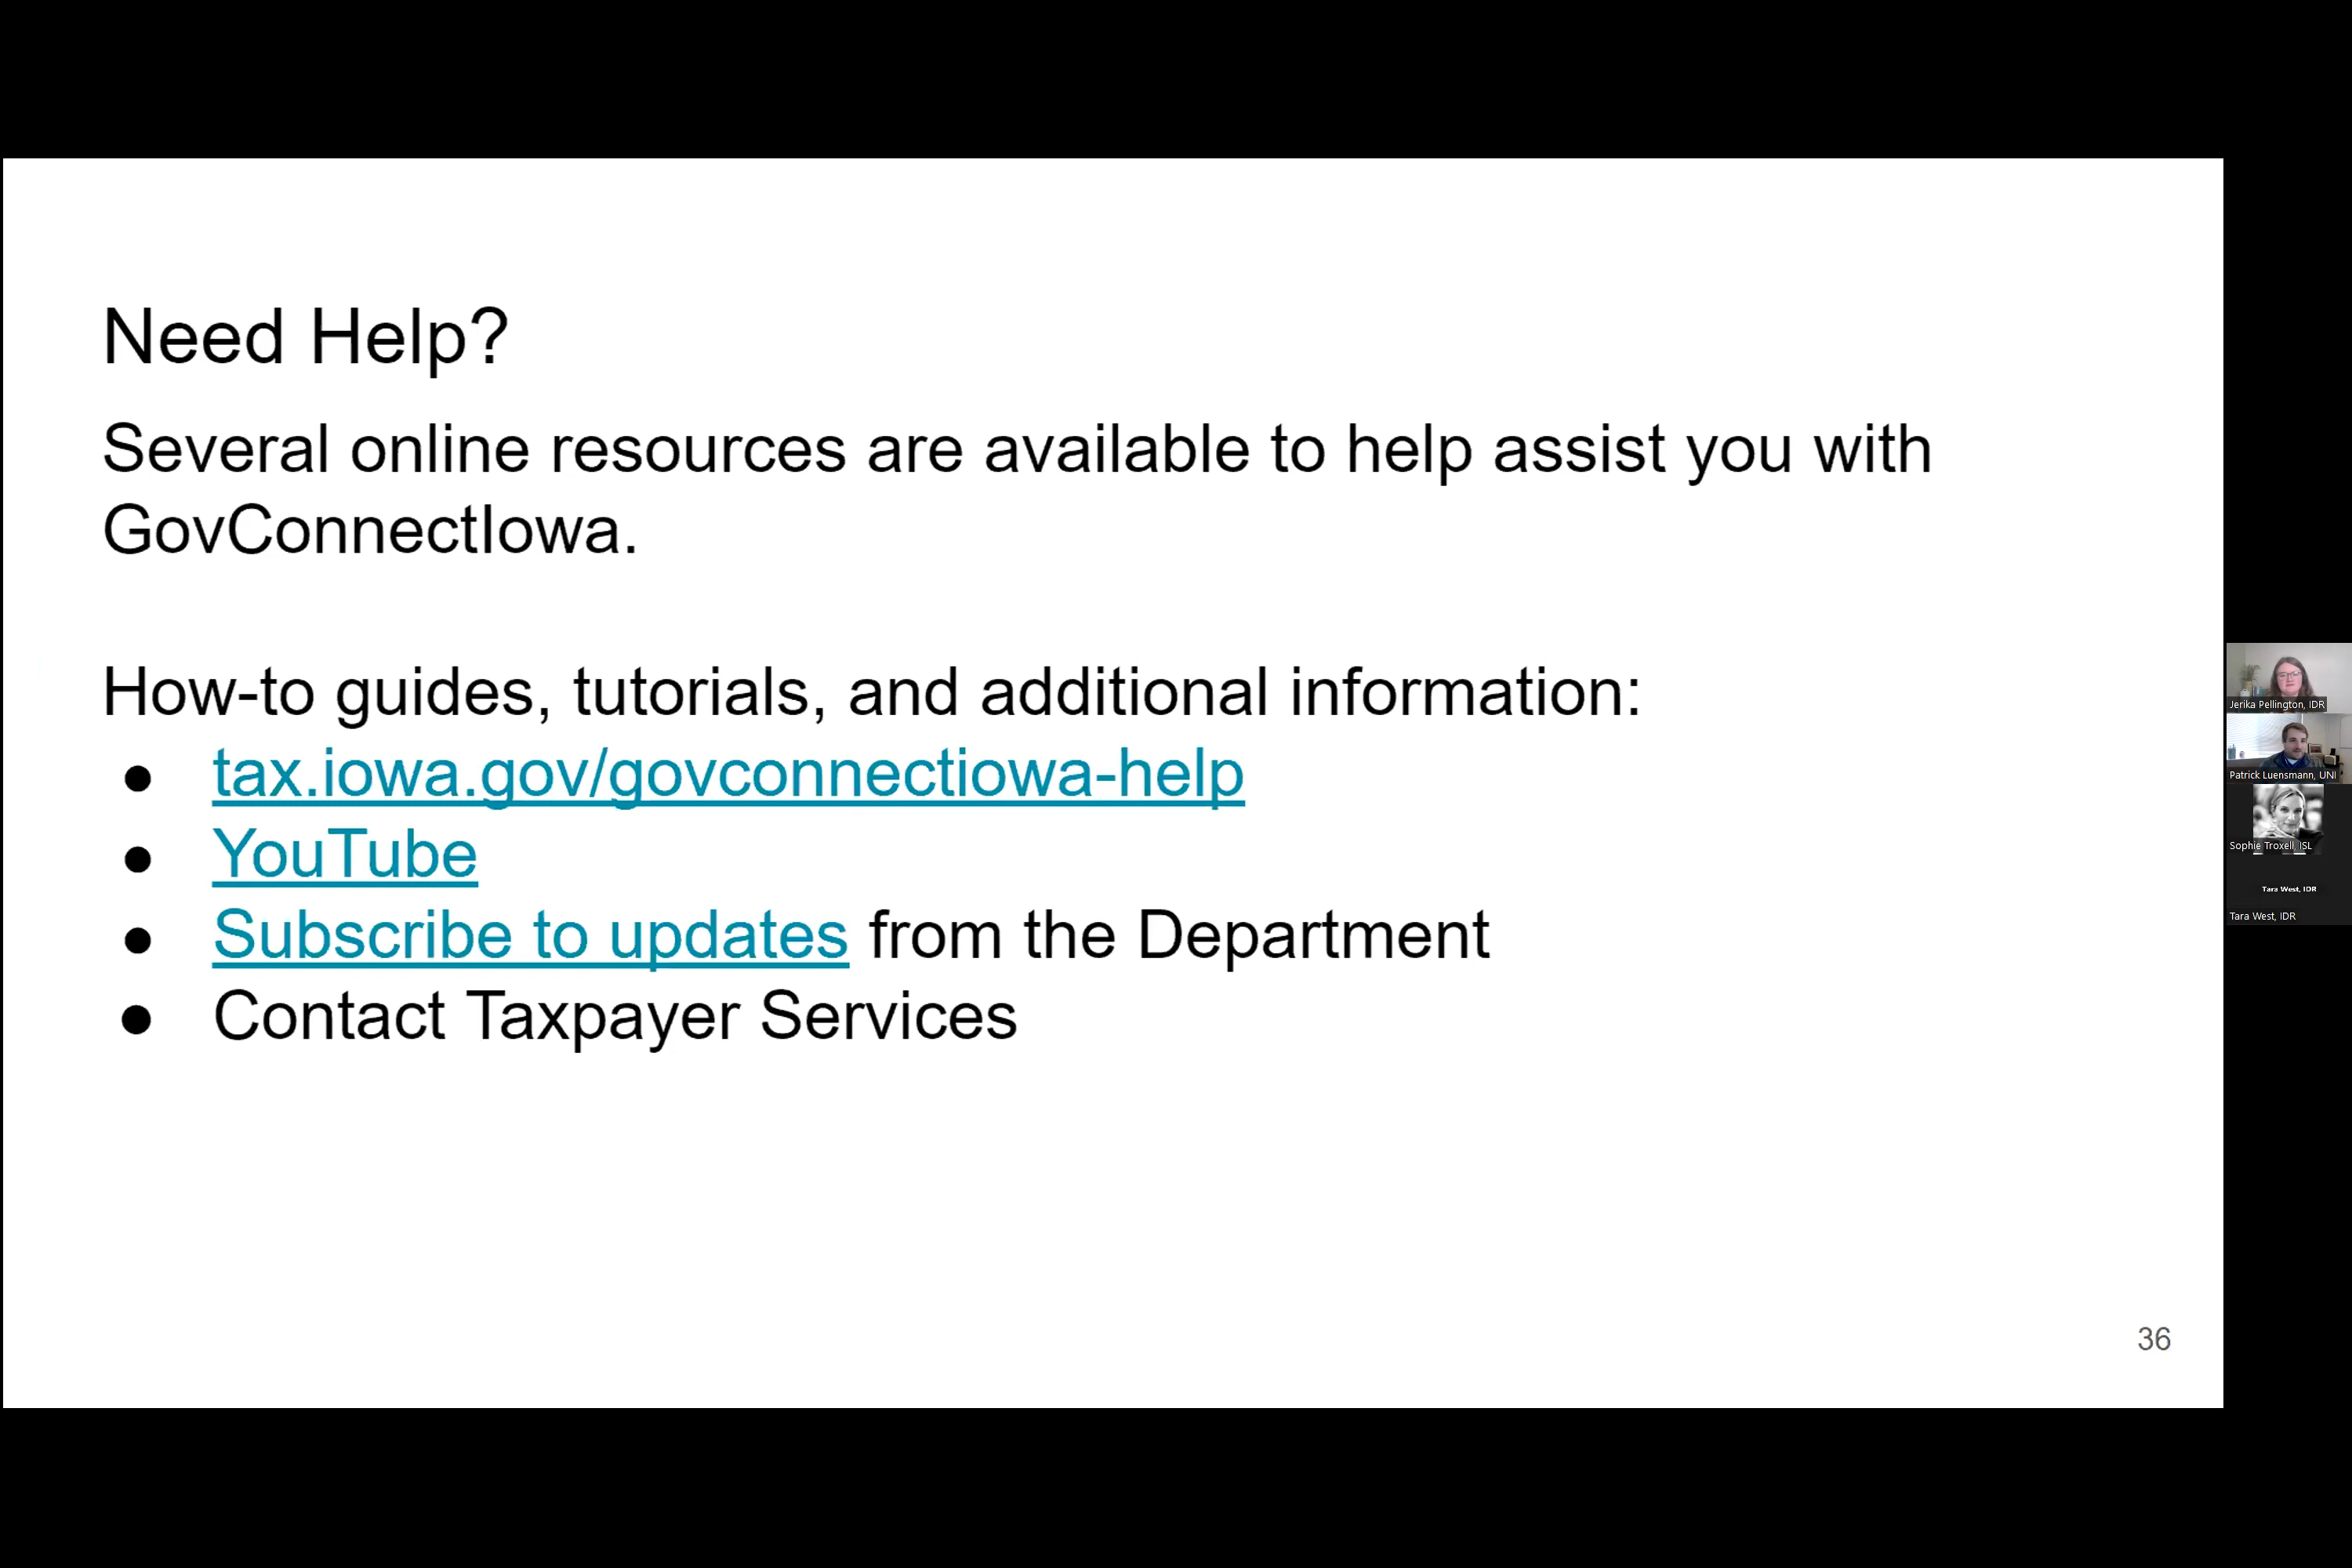 Need Help?
Several online resources are available to help assist you with
GovConnectIowa.
How-to guides, tutorials, and additional information:
● tax.iowa.gov/govconnectiowa-help
● YouTube
● Subscribe to updates from the Department
● Contact Taxpayer Services
36
Jerika Pellington, IDR
Patrick Luensmann, UNI
Sophie Troxell, ISL
Tara West, IDR
Tara West, IDR